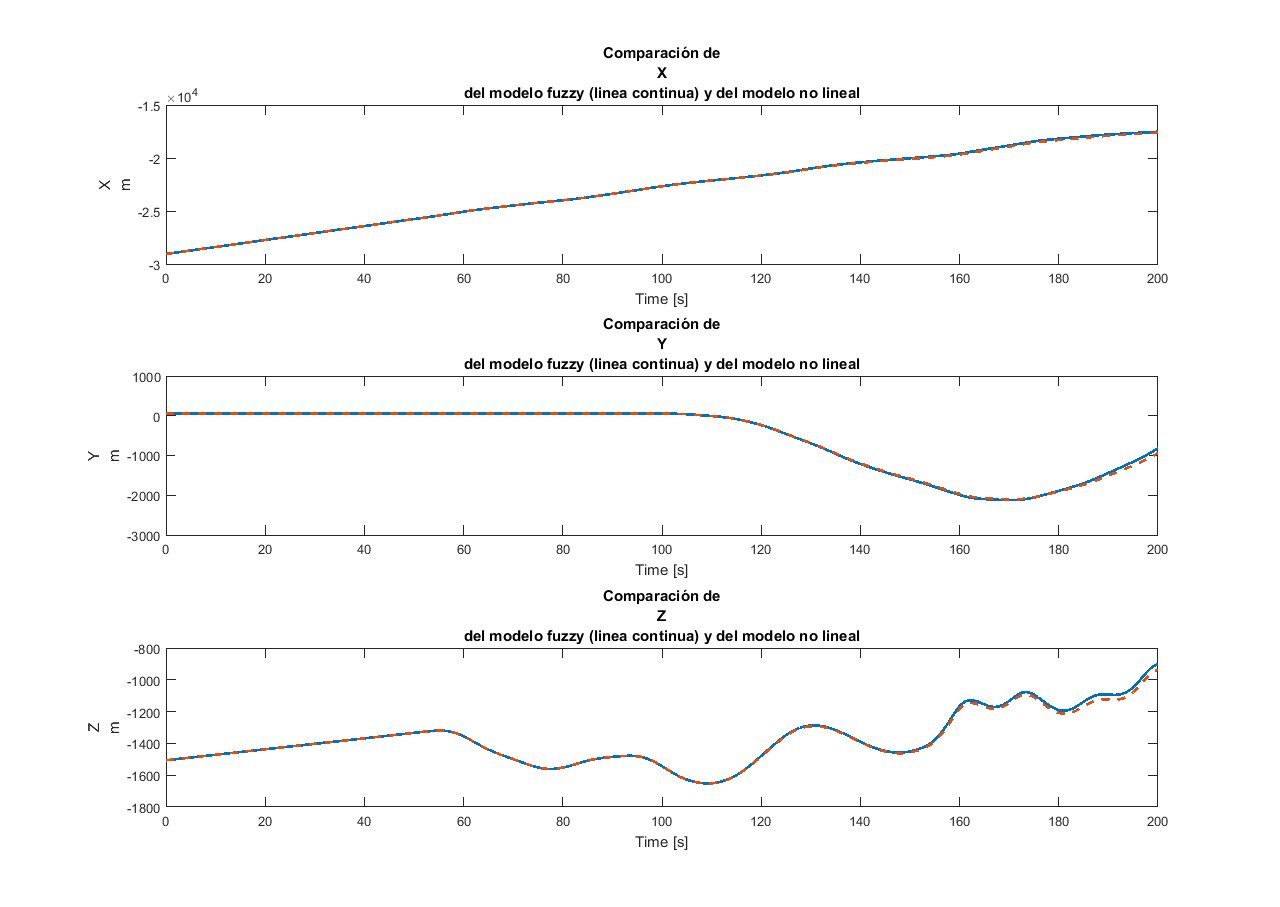 Comparación de
X
del modelo fuzzy (linea continua) y del modelo no lineal
×10⁴
-1.5
-2
-2.5
-3
X
m
0 20 40 60 80 100 120 140 160 180 200
Time [s]
Comparación de
Y
del modelo fuzzy (linea continua) y del modelo no lineal
1000
0
-1000
-2000
-3000
Y
m
0 20 40 60 80 100 120 140 160 180 200
Time [s]
Comparación de
Z
del modelo fuzzy (linea continua) y del modelo no lineal
-800
-1000
-1200
-1400
-1600
-1800
Z
m
0 20 40 60 80 100 120 140 160 180 200
Time [s]